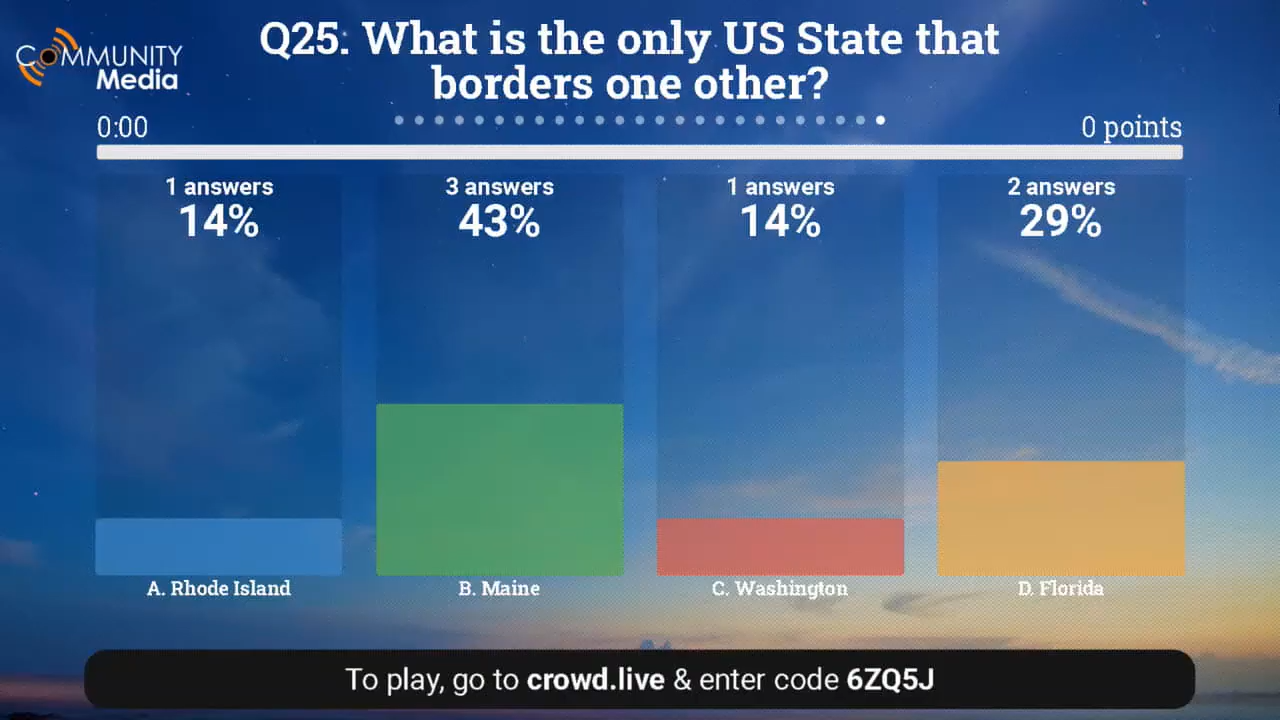 COMMUNITY
Media
Q25. What is the only US State that
borders one other?
0:00
0 points
1 answers
14%
3 answers
43%
1 answers
14%
2 answers
29%
A. Rhode Island
B. Maine
C. Washington
D. Florida
To play, go to crowd.live & enter code 6ZQ5J